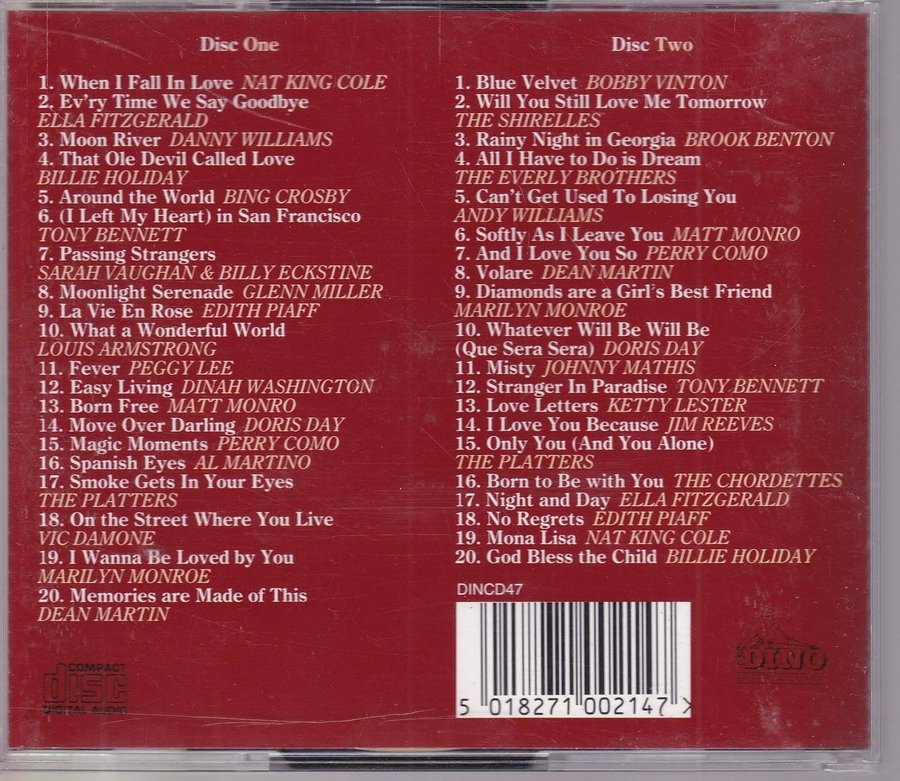 Disc One
1. When I Fall In Love NAT KING COLE
2. Ev'ry Time We Say Goodbye
ELLA FITZGERALD
3. Moon River DANNY WILLIAMS
4. That Ole Devil Called Love
BILLIE HOLIDAY
5. Around the World BING CROSBY
6. (I Left My Heart) in San Francisco
TONY BENNETT
7. Passing Strangers
SARAH VAUGHAN & BILLY ECKSTINE
8. Moonlight Serenade GLENN MILLER
9. La Vie En Rose EDITH PIAFF
10. What a Wonderful World
LOUIS ARMSTRONG
11. Fever PEGGY LEE
12. Easy Living DINAH WASHINGTON
13. Born Free MATT MONRO
14. Move Over Darling DORIS DAY
15. Magic Moments PERRY COMO
16. Spanish Eyes AL MARTINO
17. Smoke Gets In Your Eyes
THE PLATTERS
18. On the Street Where You Live
VIC DAMONE
19. I Wanna Be Loved by You
MARILYN MONROE
20. Memories are Made of This
DEAN MARTIN
COMPACT
disc
DIGITAL AUDIO
Disc Two
1. Blue Velvet BOBBY VINTON
2. Will You Still Love Me Tomorrow
THE SHIRELLES
3. Rainy Night in Georgia BROOK BENTON
4. All I Have to Do is Dream
THE EVERLY BROTHERS
5. Can't Get Used To Losing You
ANDY WILLIAMS
6. Softly As I Leave You MATT MONRO
7. And I Love You So PERRY COMO
8. Volare DEAN MARTIN
9. Diamonds are a Girl's Best Friend
MARILYN MONROE
10. Whatever Will Be Will Be
(Que Sera Sera) DORIS DAY
11. Misty JOHNNY MATHIS
12. Stranger In Paradise TONY BENNETT
13. Love Letters KETTY LESTER
14. I Love You Because JIM REEVES
15. Only You (And You Alone)
THE PLATTERS
16. Born to Be with You THE CHORDETTES
17. Night and Day ELLA FITZGERALD
18. No Regrets EDITH PIAFF
19. Mona Lisa NAT KING COLE
20. God Bless the Child BILLIE HOLIDAY
DINCD47
5 018271 002147 >
DINO